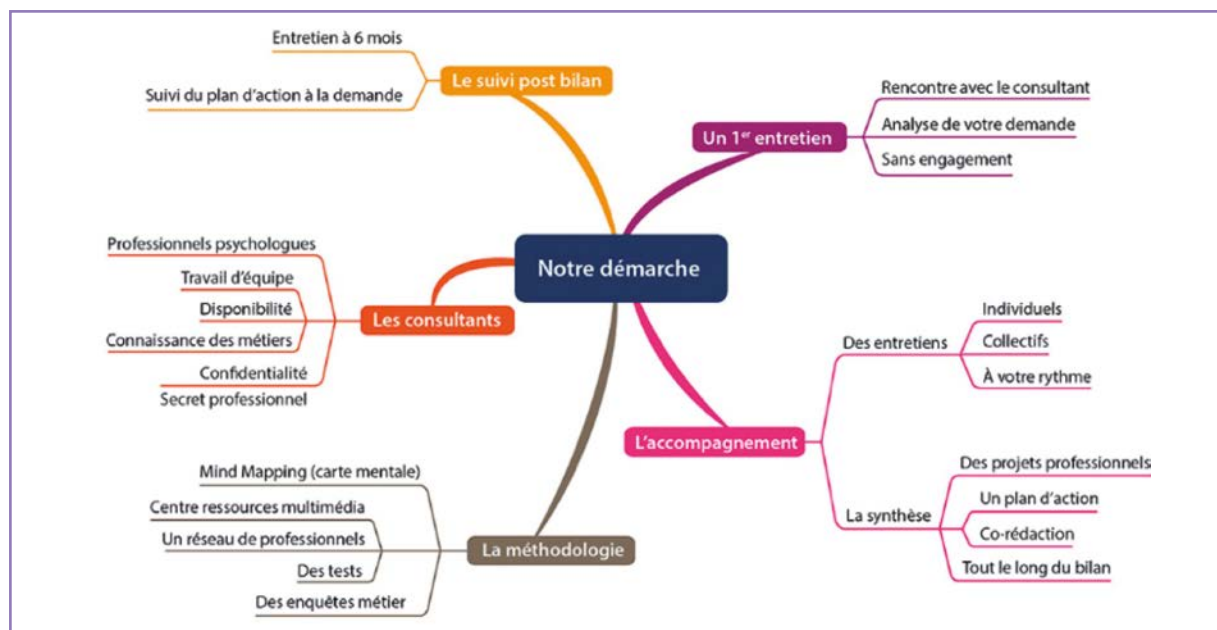 Notre démarche
Un 1er entretien
Rencontre avec le consultant
Analyse de votre demande
Sans engagement
L'accompagnement
Des entretiens
Individuels
Collectifs
À votre rythme
La synthèse
Des projets professionnels
Un plan d'action
Co-rédaction
Tout le long du bilan
La méthodologie
Mind Mapping (carte mentale)
Centre ressources multimédia
Un réseau de professionnels
Des tests
Des enquêtes métier
Les consultants
Professionnels psychologues
Travail d'équipe
Disponibilité
Connaissance des métiers
Confidentialité
Secret professionnel
Le suivi post bilan
Entretien à 6 mois
Suivi du plan d'action à la demande